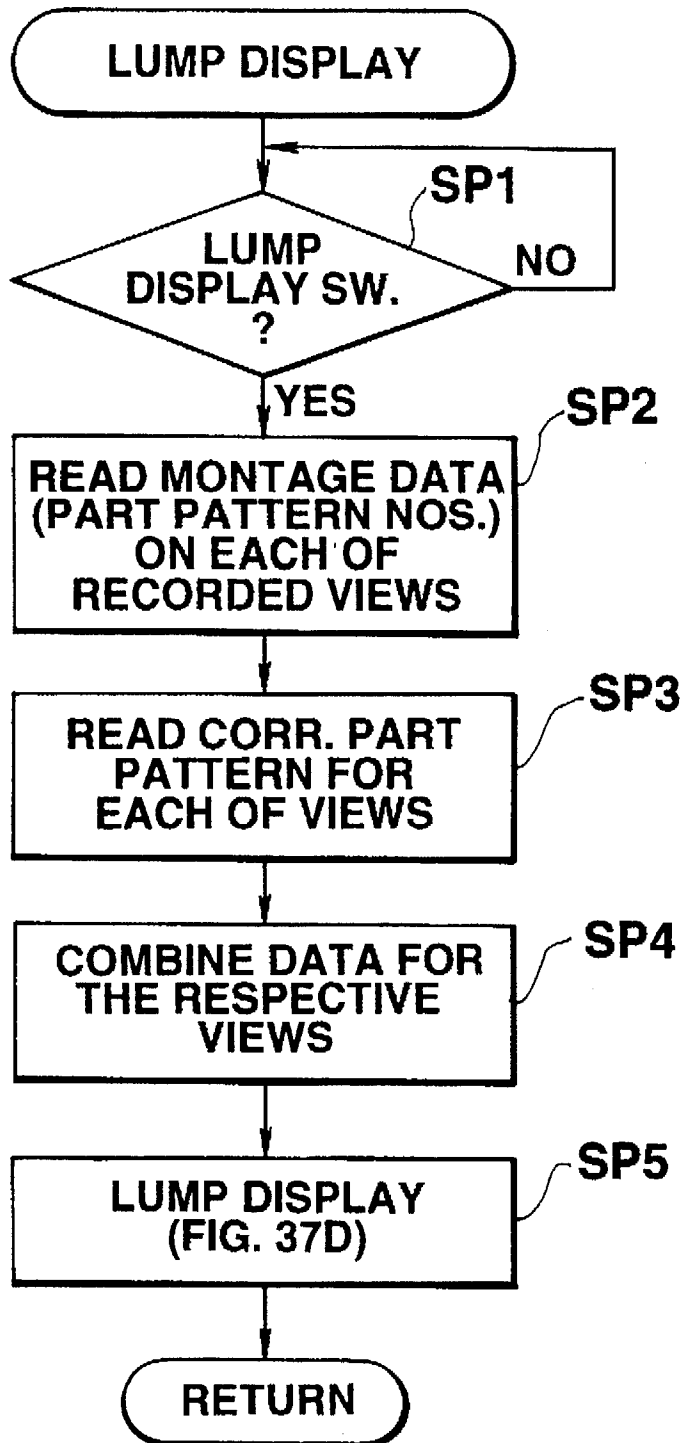 LUMP DISPLAY
SP1
LUMP
DISPLAY SW.
?
NO
YES
SP2
READ MONTAGE DATA
(PART PATTERN NOS.)
ON EACH OF
RECORDED VIEWS
SP3
READ CORR. PART
PATTERN FOR
EACH OF VIEWS
SP4
COMBINE DATA FOR
THE RESPECTIVE
VIEWS
SP5
LUMP DISPLAY
(FIG. 37D)
RETURN